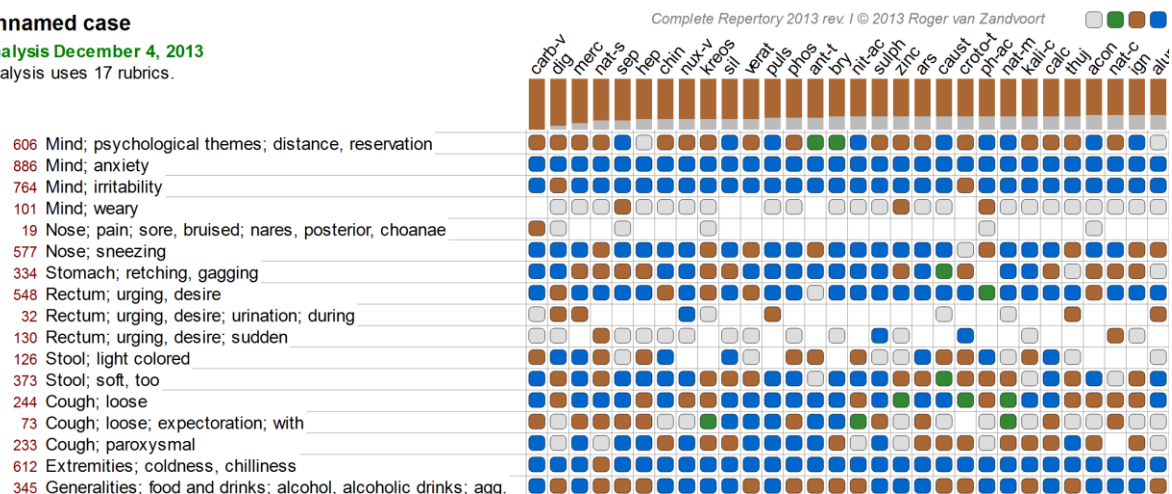 nnamed case
Complete Repertory 2013 rev. I © 2013 Roger van Zandvoort
alysis December 4, 2013
alysis uses 17 rubrics.
carb-v dig merc nat-s sep hep chin nux-v kreos sil verat puls phos ant-t bry nit-ac sulph zinc ars caust croto-t ph-ac nat-m kali-c calc thuj acon nat-c ign alu
606 Mind; psychological themes; distance, reservation
886 Mind; anxiety
764 Mind; irritability
101 Mind; weary
19 Nose; pain; sore, bruised; nares, posterior, choanae
577 Nose; sneezing
334 Stomach; retching, gagging
548 Rectum; urging, desire
32 Rectum; urging, desire; urination; during
130 Rectum; urging, desire; sudden
126 Stool; light colored
373 Stool; soft, too
244 Cough; loose
73 Cough; loose; expectoration; with
233 Cough; paroxysmal
612 Extremities; coldness, chilliness
345 Generalities; food and drinks; alcohol, alcoholic drinks; agg.